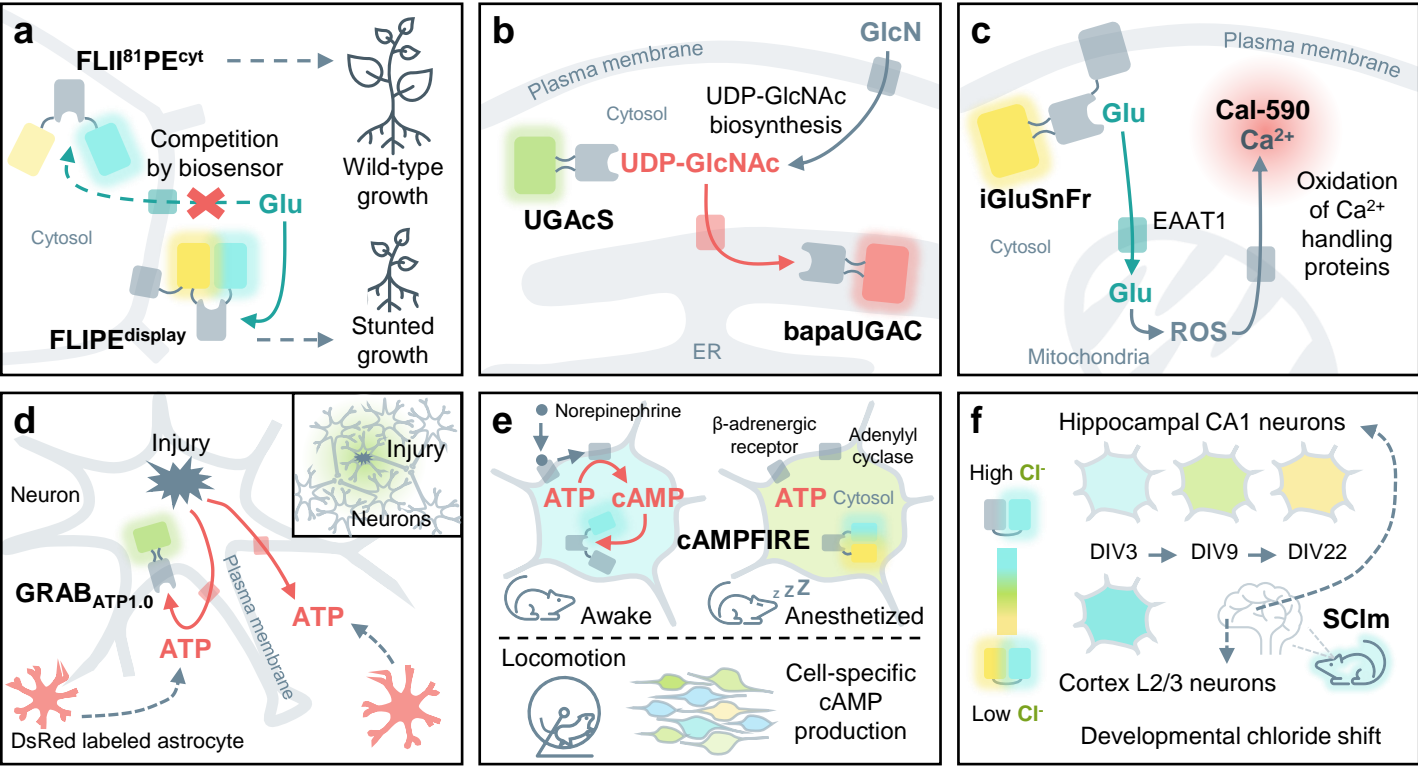 a
FLII⁸¹PEᶜʸᵗ
Competition
by biosensor
Glu
Cytosol
FLIPEᵈⁱˢᵖˡᵃʸ
Wild-type
growth
Stunted
growth
b
GlcN
Plasma membrane
Cytosol
UDP-GlcNAc
biosynthesis
UDP-GlcNAc
UGAcS
bapaUGAC
ER
c
Plasma membrane
Glu
Cal-590
Ca²⁺
iGluSnFr
Cytosol
EAAT1
Oxidation
of Ca²⁺
handling
proteins
Glu
ROS
Mitochondria
d
Injury
Neuron
Injury
Neurons
GRABATP1.0
Plasma membrane
ATP
ATP
DsRed labeled astrocyte
e
Norepinephrine
β-adrenergic
receptor
Adenylyl
cyclase
ATP
cAMP
ATP
Cytosol
cAMPFIRE
Awake
z z Z
Anesthetized
Locomotion
Cell-specific
cAMP
production
f
Hippocampal CA1 neurons
High Cl⁻
DIV3
DIV9
DIV22
SCIm
Cortex L2/3 neurons
Low Cl⁻
Developmental chloride shift